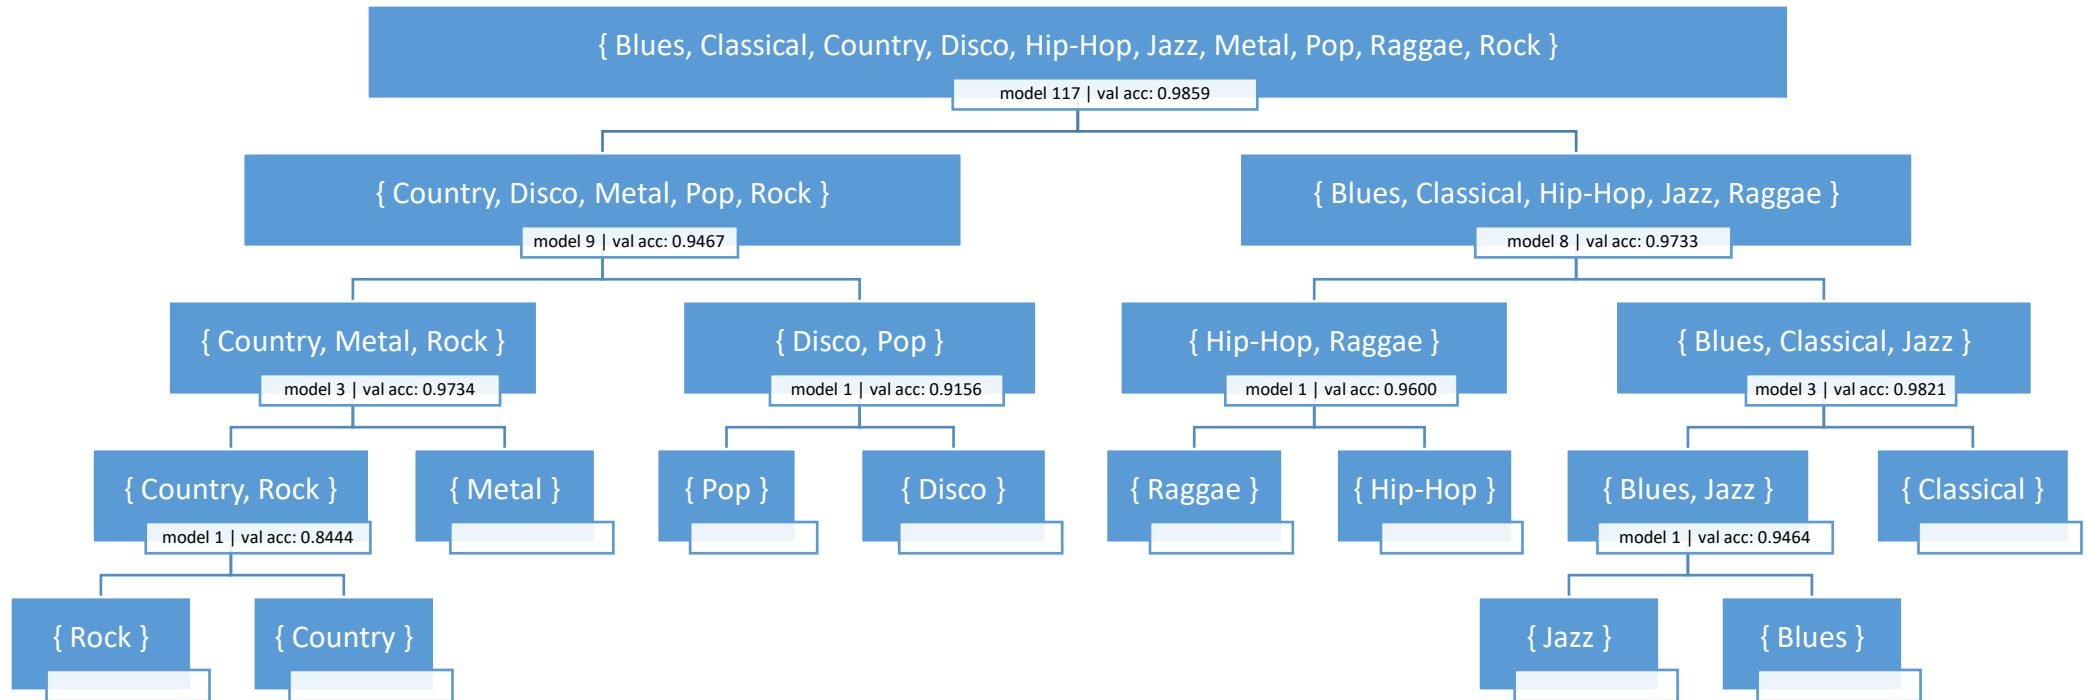 { Blues, Classical, Country, Disco, Hip-Hop, Jazz, Metal, Pop, Raggae, Rock }
model 117 | val acc: 0.9859
{ Country, Disco, Metal, Pop, Rock }
model 9 | val acc: 0.9467
{ Blues, Classical, Hip-Hop, Jazz, Raggae }
model 8 | val acc: 0.9733
{ Country, Metal, Rock }
model 3 | val acc: 0.9734
{ Disco, Pop }
model 1 | val acc: 0.9156
{ Hip-Hop, Raggae }
model 1 | val acc: 0.9600
{ Blues, Classical, Jazz }
model 3 | val acc: 0.9821
{ Country, Rock }
model 1 | val acc: 0.8444
{ Metal }
{ Pop }
{ Disco }
{ Raggae }
{ Hip-Hop }
{ Blues, Jazz }
model 1 | val acc: 0.9464
{ Classical }
{ Rock }
{ Country }
{ Jazz }
{ Blues }